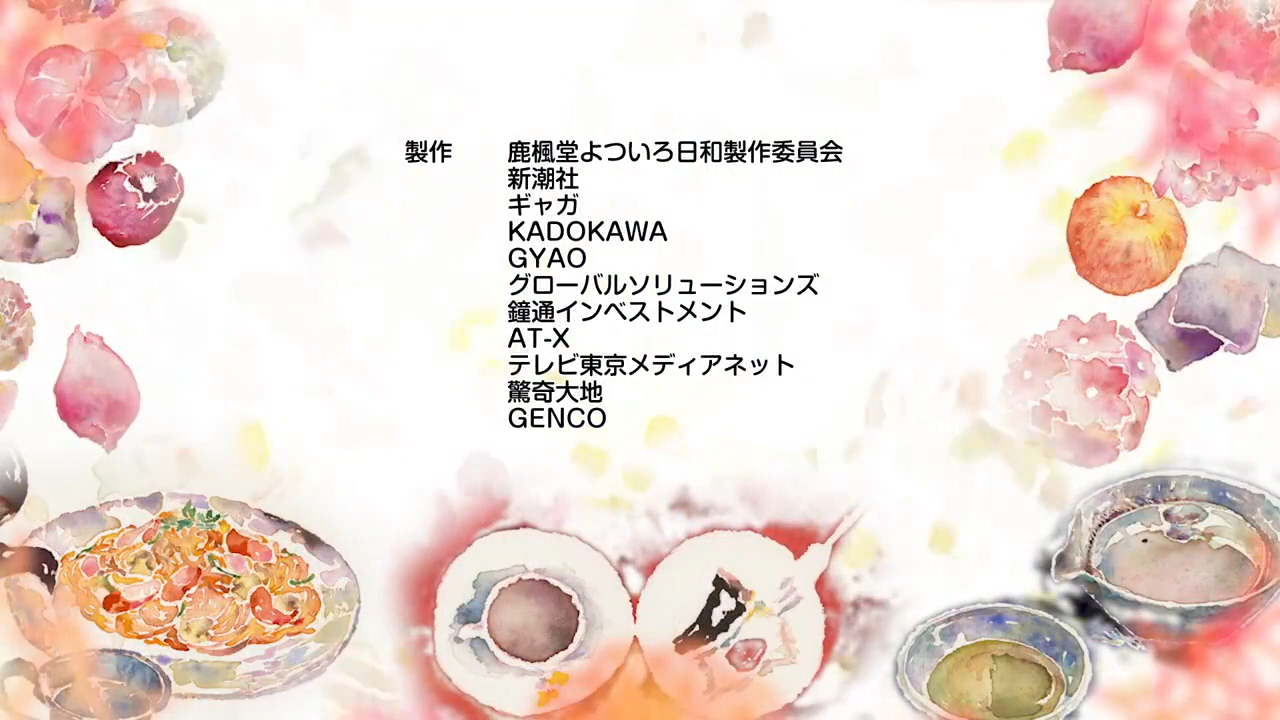 製作 鹿楓堂よついろ日和製作委員会
新潮社
ギャガ
KADOKAWA
GYAO
グローバルソリューションズ
鐘通インベストメント
AT-X
テレビ東京メディアネット
驚奇大地
GENCO